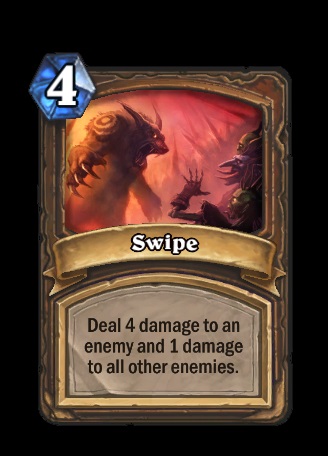 4
Swipe
Deal 4 damage to an
enemy and 1 damage
to all other enemies.